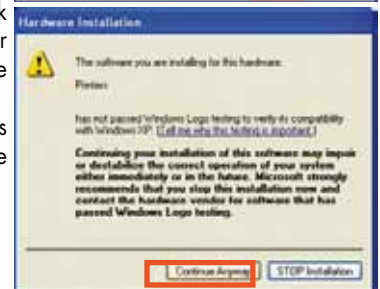 k
r
e
s
e
Hardware Installation
The software you are installing for this hardware:
Printers
has not passed Windows Logo testing to verify its compatibility
with Windows XP. (Tell me why this testing is important.)
Continuing your installation of this software may impair
or destabilize the correct operation of your system
either immediately or in the future. Microsoft strongly
recommends that you stop this installation now and
contact the hardware vendor for software that has
passed Windows Logo testing.
Continue Anyway
STOP Installation